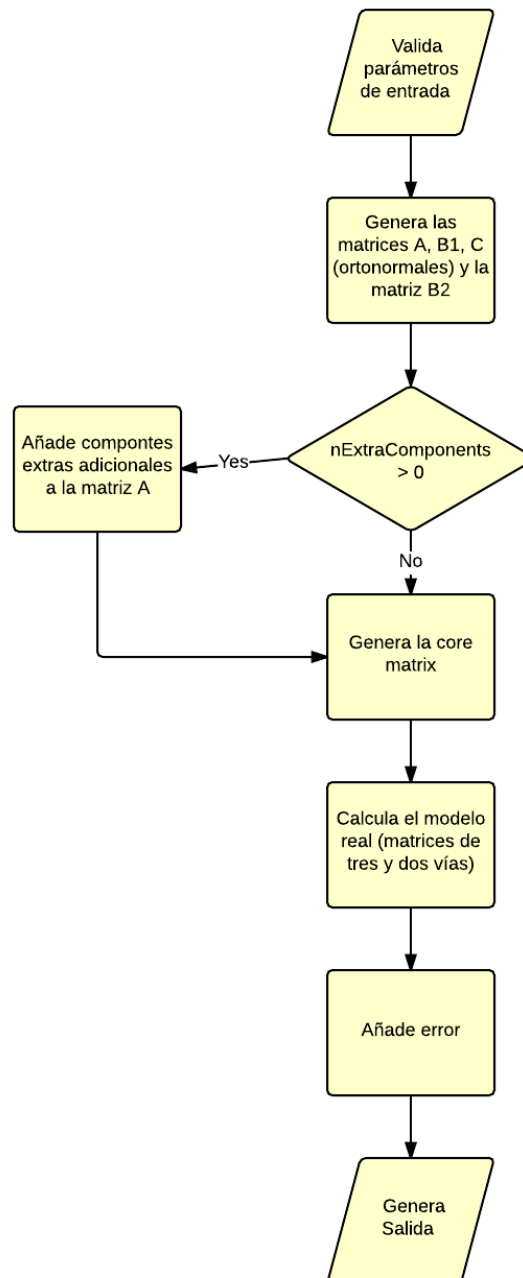 Valida
parámetros
de entrada
Genera las
matrices A, B1, C
(ortonormales) y la
matriz B2
nExtraComponents
> 0
Yes
Añade compontes
extras adicionales
a la matriz A
No
Genera la core
matrix
Calcula el modelo
real (matrices de
tres y dos vías)
Añade error
Genera
Salida